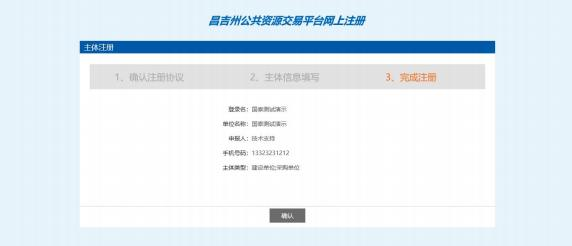 昌吉州公共资源交易平台网上注册
主体注册
1、确认注册协议 2、主体信息填写 3、完成注册
登录名: 国泰测试演示
单位名称: 国泰测试演示
申报人: 技术支持
手机号码: 13323231212
主体类型: 建设单位;采购单位
确认